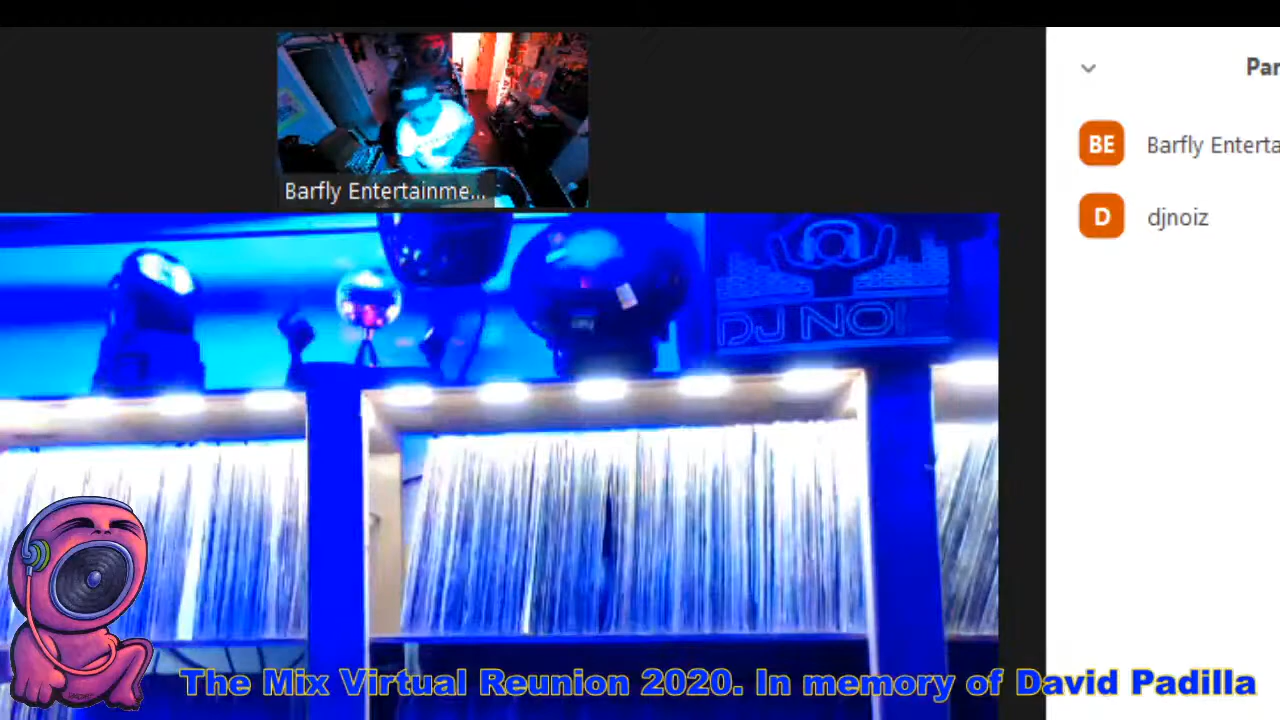 Par
Barfly Entertainme...
BE Barfly Enterta
D djnoiz
DJ NOI
The Mix Virtual Reunion 2020. In memory of David Padilla